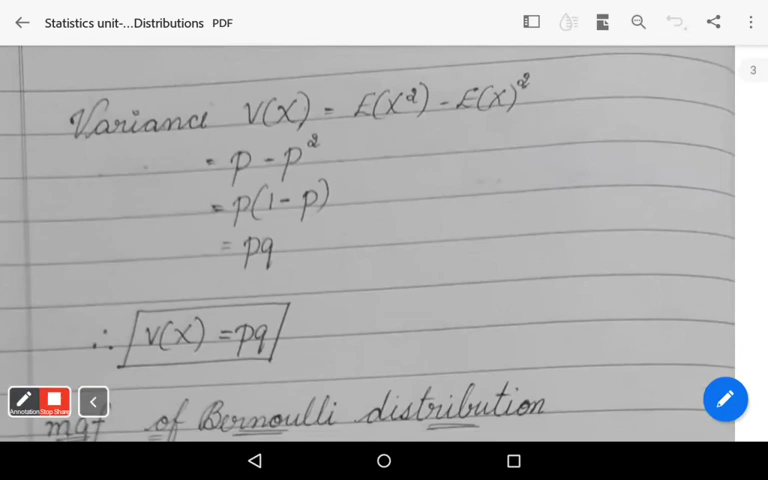 Statistics unit-...Distributions PDF
3
Variance V(X) = E(X²) - E(X)²
= p - p²
= p(1 - p)
= pq
∴ V(X) = pq
Annotation Stop Share
mgf of Bernoulli distribution